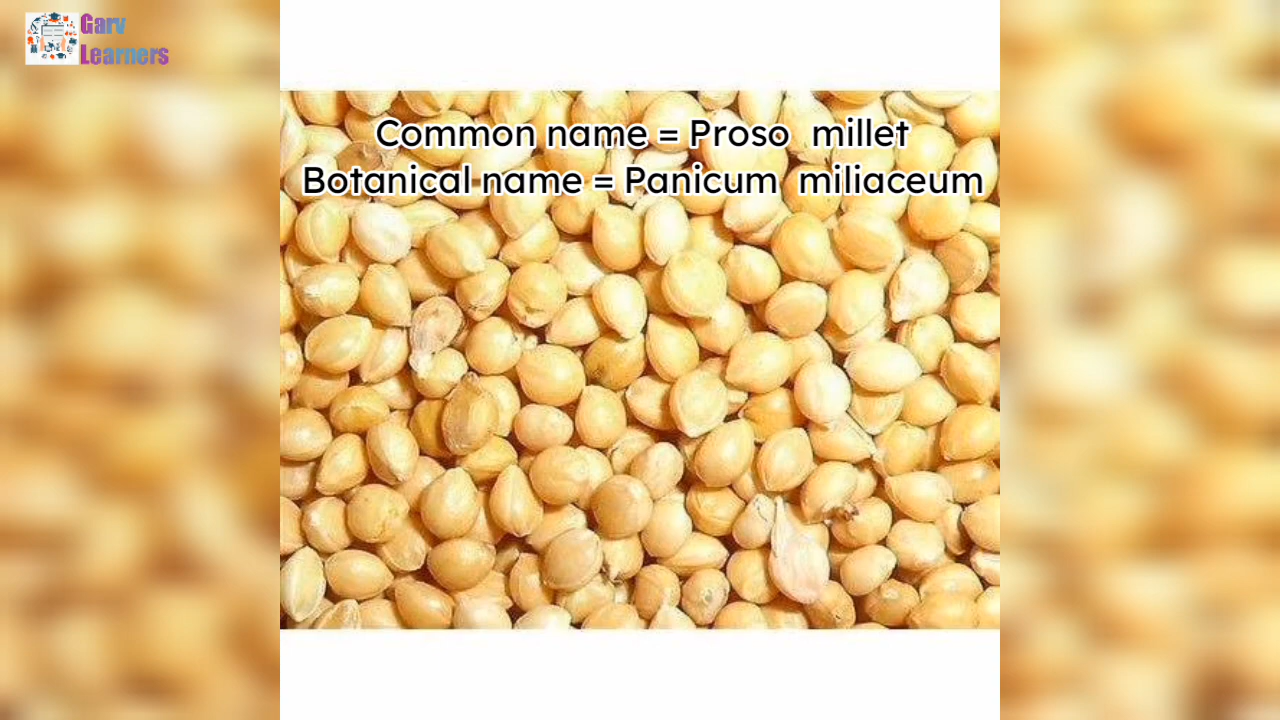 Garv
Learners
Common name = Proso millet
Botanical name = Panicum miliaceum